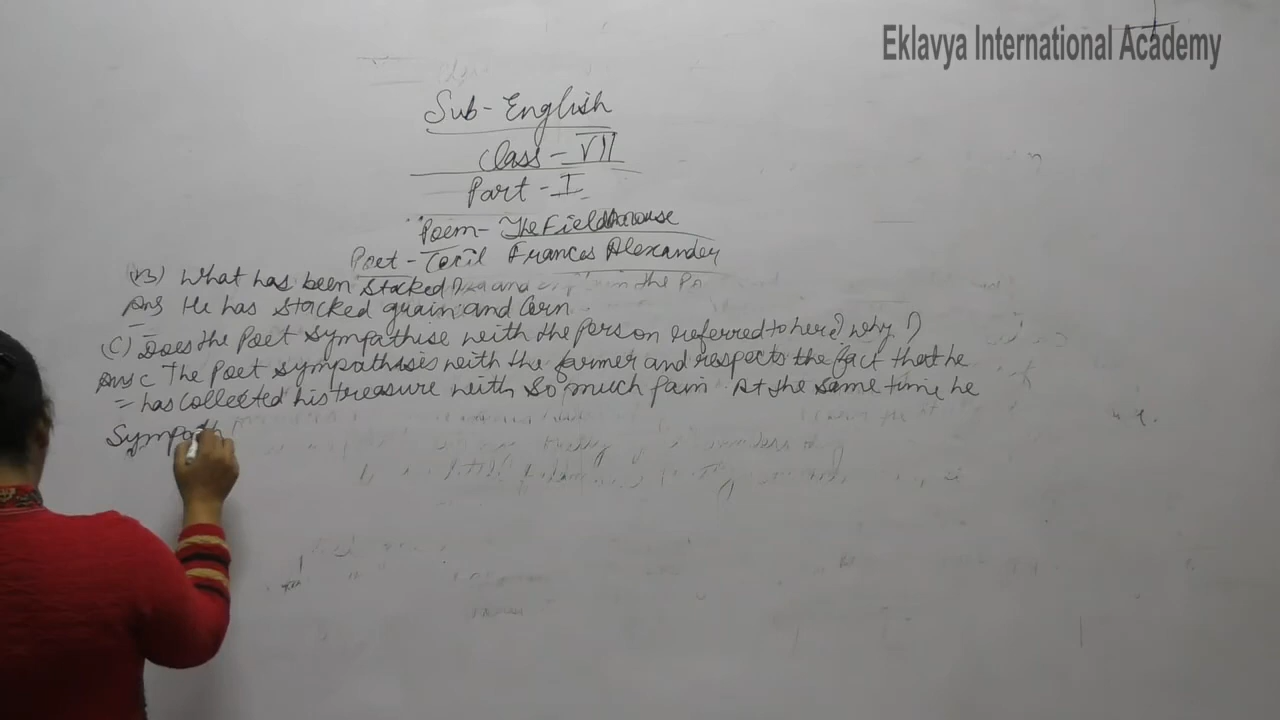 Eklavya International Academy
Sub- English
Class - VII
Part - I
Poem- The Fieldmouse
Poet - Cecil Frances Alexander
(B) What has been Stacked
Ans He has Stacked grain and Corn.
(C) Does the Poet Sympathise with the person referred to here? why?
Ans C The Poet sympathisis with the farmer and respects the fact that he
has collected his treasure with So much pain. At the same time he
Sympath